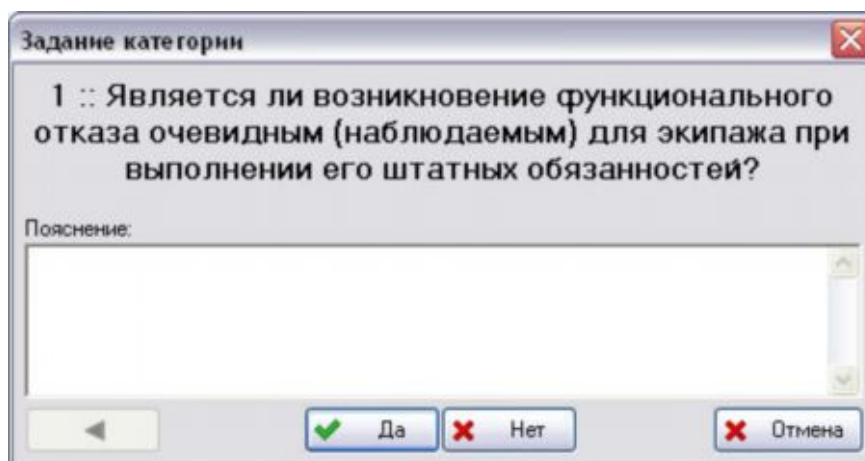 Задание категории
1 :: Является ли возникновение функционального
отказа очевидным (наблюдаемым) для экипажа при
выполнении его штатных обязанностей?
Пояснение:
Да
Нет
Отмена